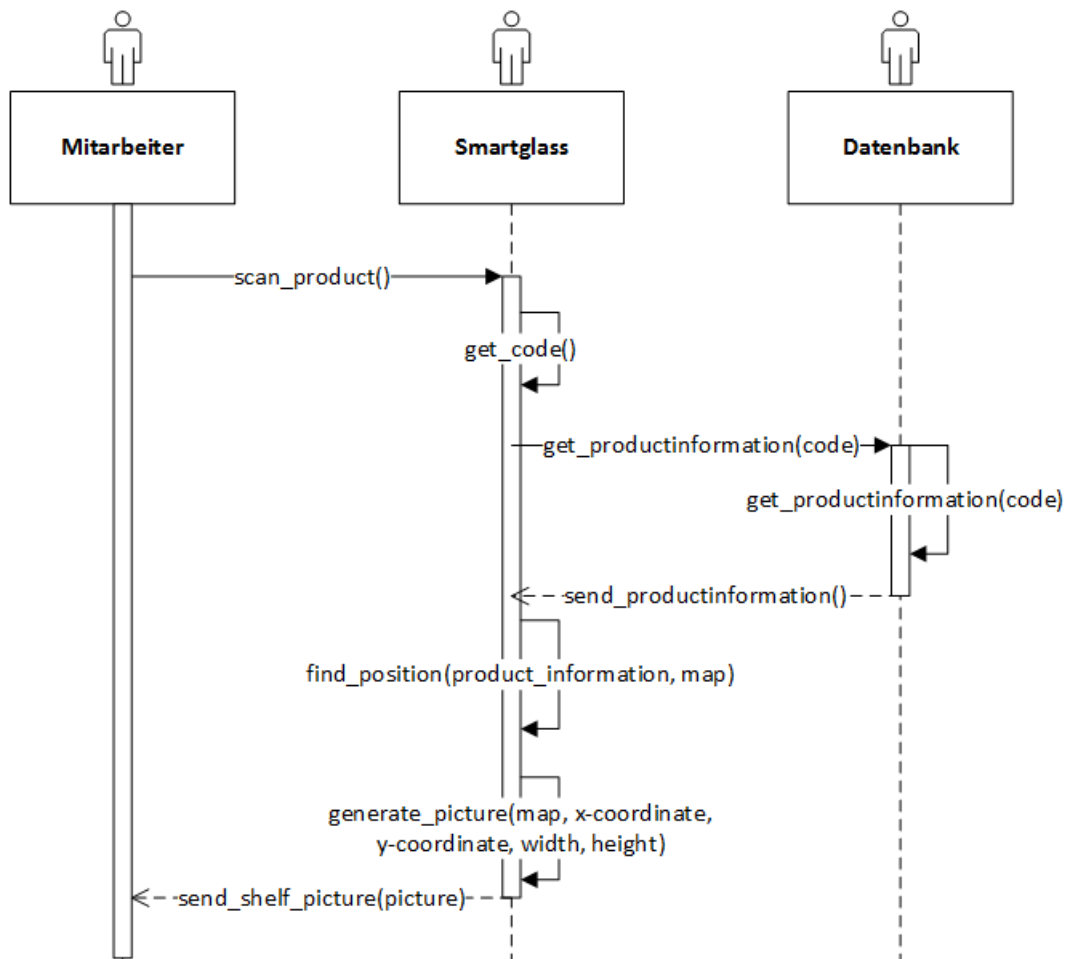 Mitarbeiter
Smartglass
Datenbank
scan_product()
get_code()
get_productinformation(code)
get_productinformation(code)
send_productinformation()
find_position(product_information, map)
generate_picture(map, x-coordinate,
y-coordinate, width, height)
send_shelf_picture(picture)